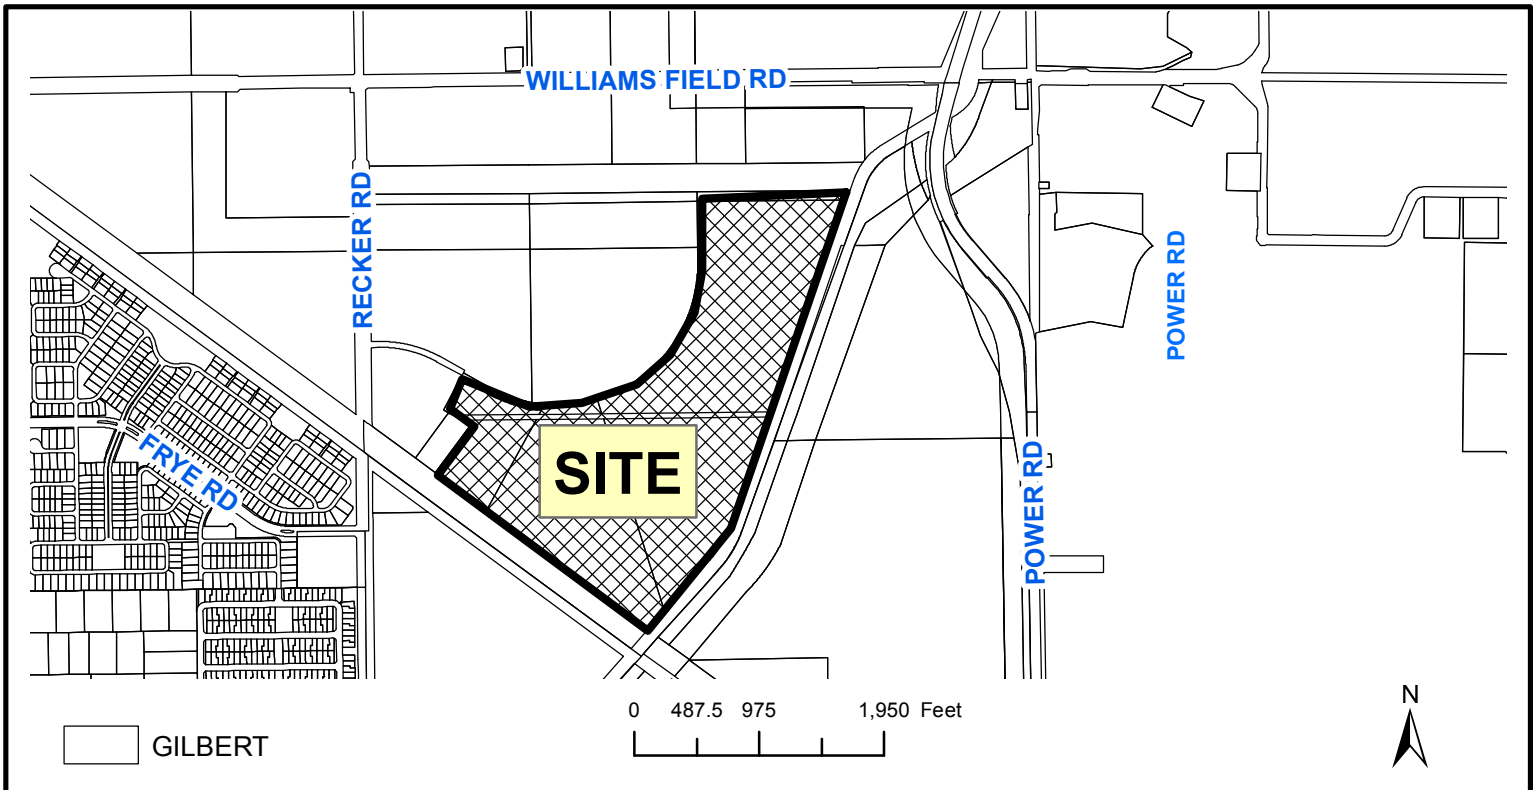 WILLIAMS FIELD RD
RECKER RD
POWER RD
FRYE RD
SITE
POWER RD
0 487.5 975 1,950 Feet
N
GILBERT